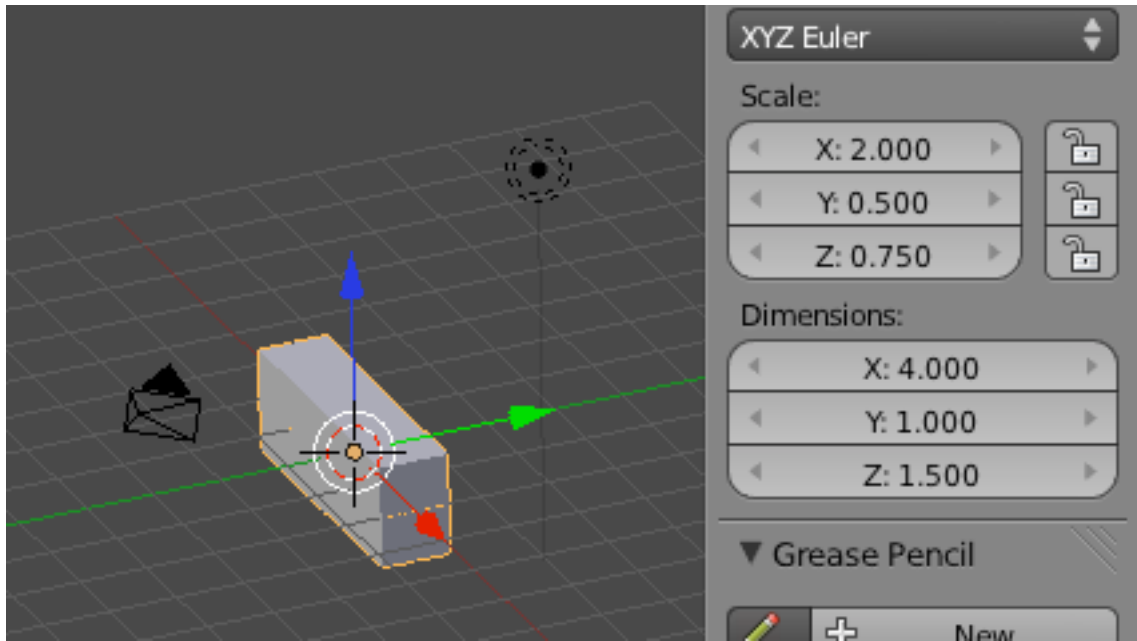 XYZ Euler
Scale:
X: 2.000
Y: 0.500
Z: 0.750
Dimensions:
X: 4.000
Y: 1.000
Z: 1.500
Grease Pencil
New